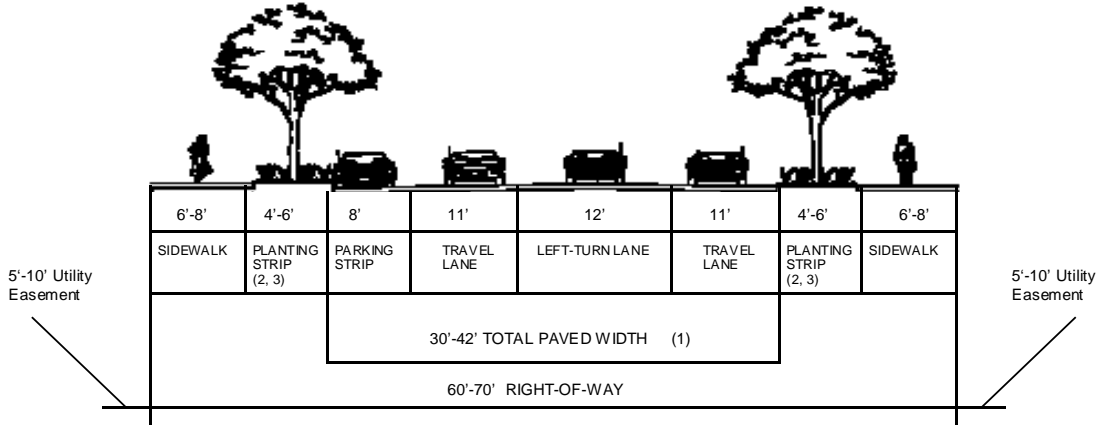 6'-8' 4'-6' 8' 11' 12' 11' 4'-6' 6'-8'
SIDEWALK PLANTING STRIP (2, 3) PARKING STRIP TRAVEL LANE LEFT-TURN LANE TRAVEL LANE PLANTING STRIP (2, 3) SIDEWALK
5'-10' Utility
Easement
5'-10' Utility
Easement
30'-42' TOTAL PAVED WIDTH (1)
60'-70' RIGHT-OF-WAY